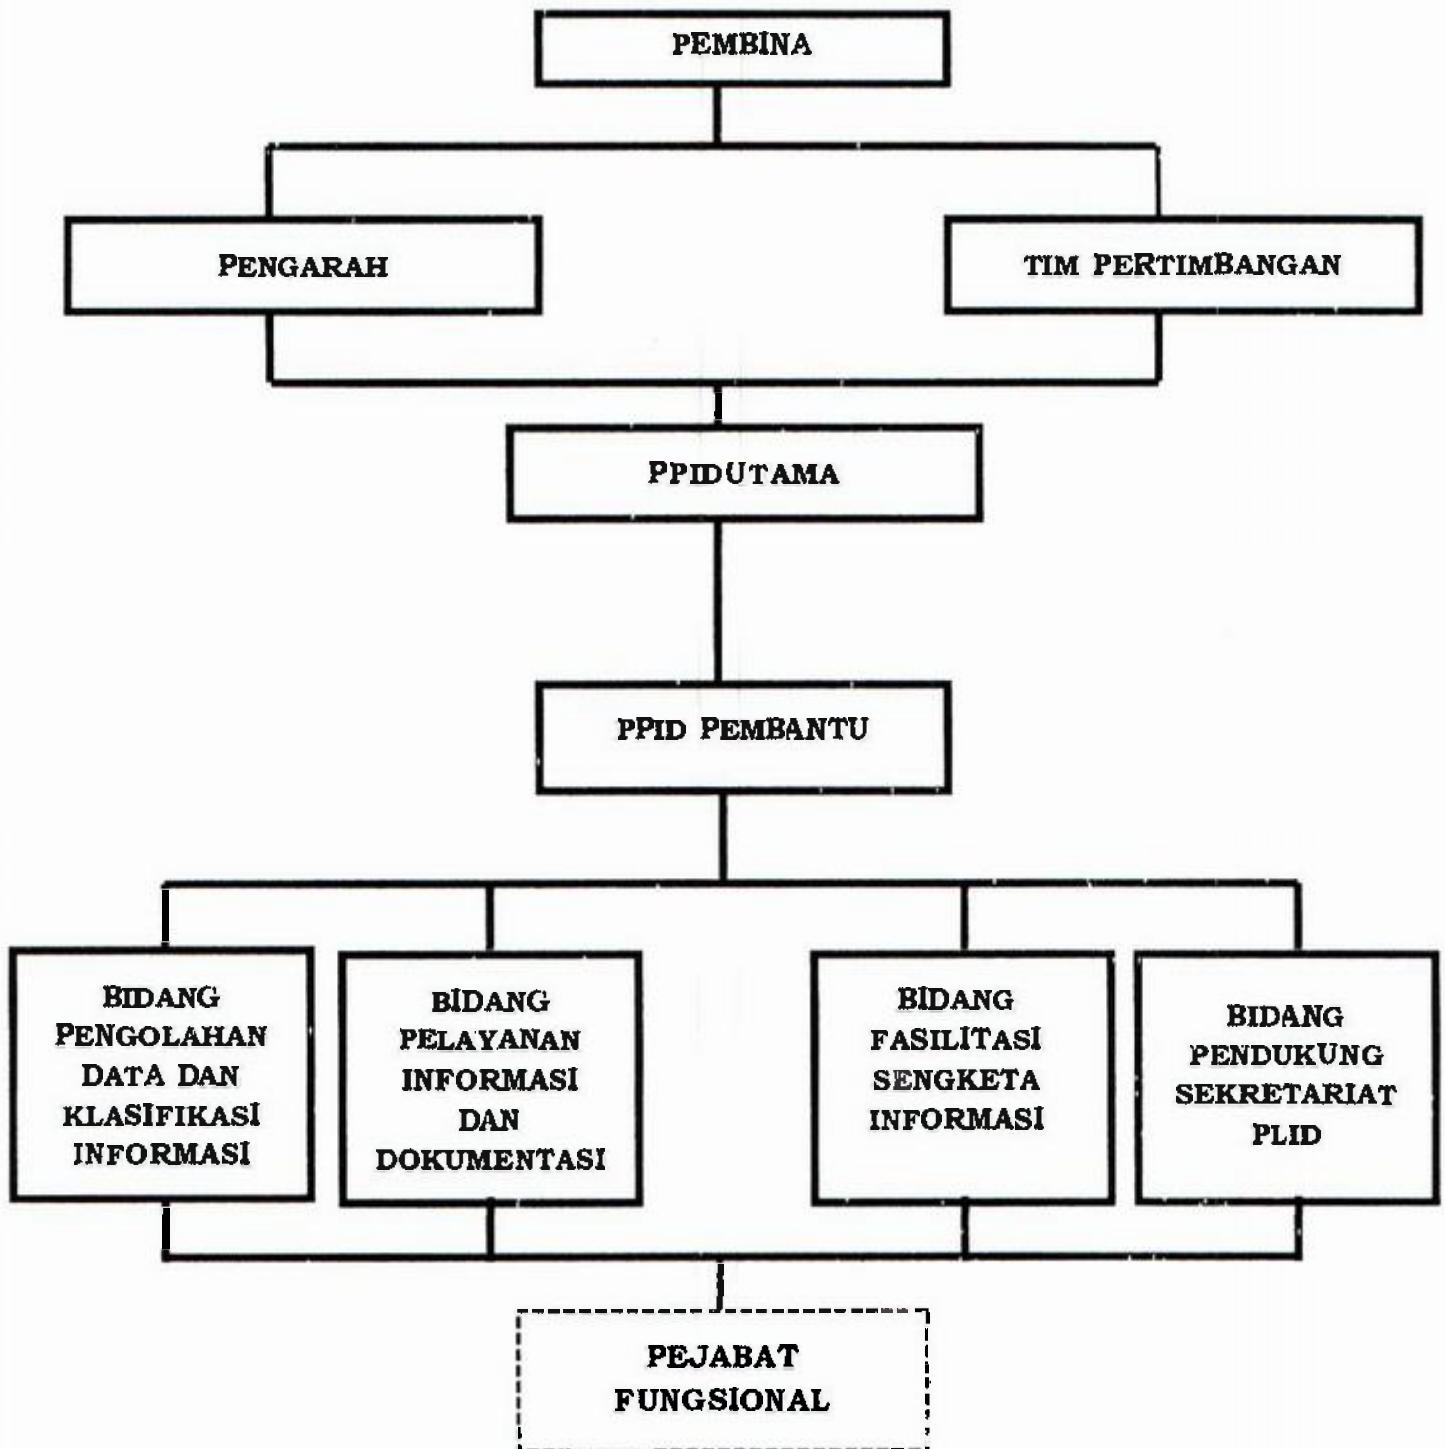 PEMBINA
PENGARAH
TIM PERTIMBANGAN
PPIDUTAMA
PPID PEMBANTU
BIDANG
PENGOLAHAN
DATA DAN
KLASIFIKASI
INFORMASI
BIDANG
PELAYANAN
INFORMASI
DAN
DOKUMENTASI
BIDANG
FASILITASI
SENGKETA
INFORMASI
BIDANG
PENDUKUNG
SEKRETARIAT
PLID
PEJABAT
FUNGSIONAL